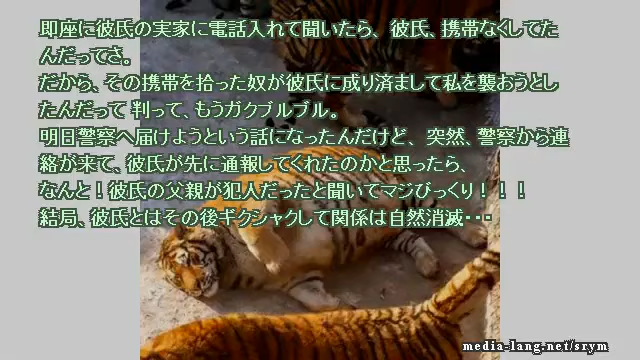 即座に彼氏の実家に電話入れて聞いたら、彼氏、携帯なくしてた
んだってさ。
だから、その携帯を拾った奴が彼氏に成り済まして私を襲おうとし
たんだって 判って、もうガクブルブル。
明日警察へ届けようという話になったんだけど、 突然、警察から連
絡が来て、彼氏が先に通報してくれたのかと思ったら、
なんと！彼氏の父親が犯人だったと聞いてマジびっくり！！！
結局、彼氏とはその後ギクシャクして関係は自然消滅・・・
media-lang.net/srym